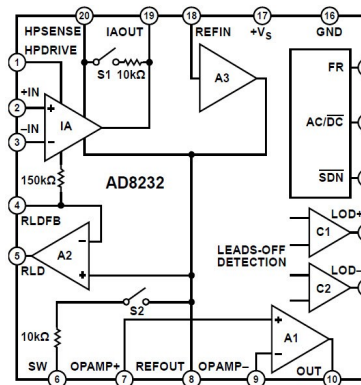 20 19 18 17 16
HPSENSE IAOUT REFIN +VS GND
HPDRIVE
1
S1 10kΩ
A3
FR
+IN
2
IA
–IN
3
AC/DC
150kΩ
AD8232
SDN
4
RLDFB
LOD+
C1
5
RLD
A2
LEADS-OFF
DETECTION
LOD–
C2
S2
10kΩ
A1
SW OPAMP+ REFOUT OPAMP– OUT
6 7 8 9 10